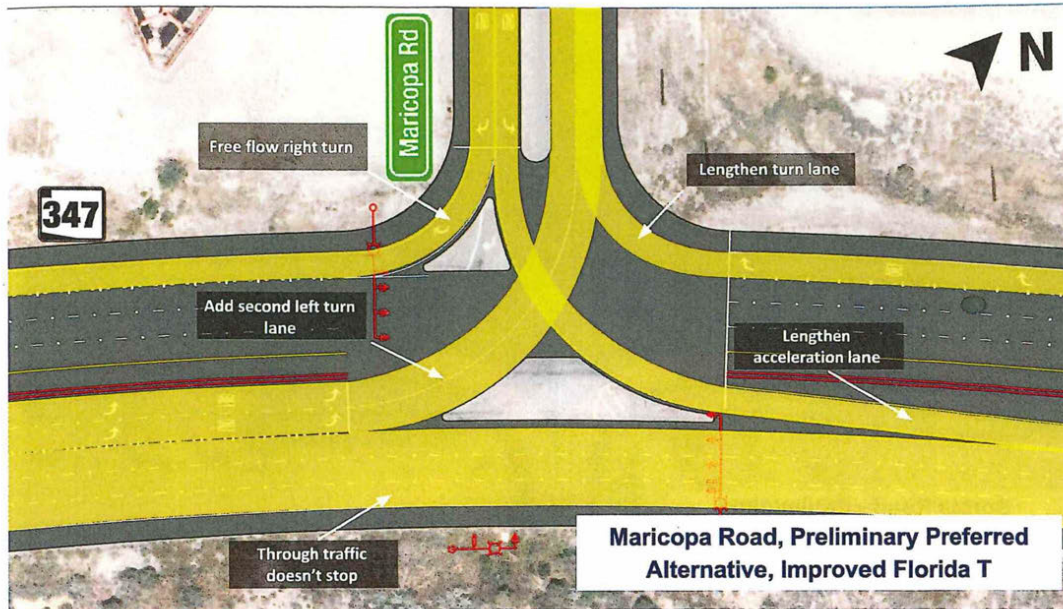 Maricopa Rd
N
Free flow right turn
Lengthen turn lane
347
Add second left turn
lane
Lengthen
acceleration lane
Through traffic
doesn't stop
Maricopa Road, Preliminary Preferred
Alternative, Improved Florida T